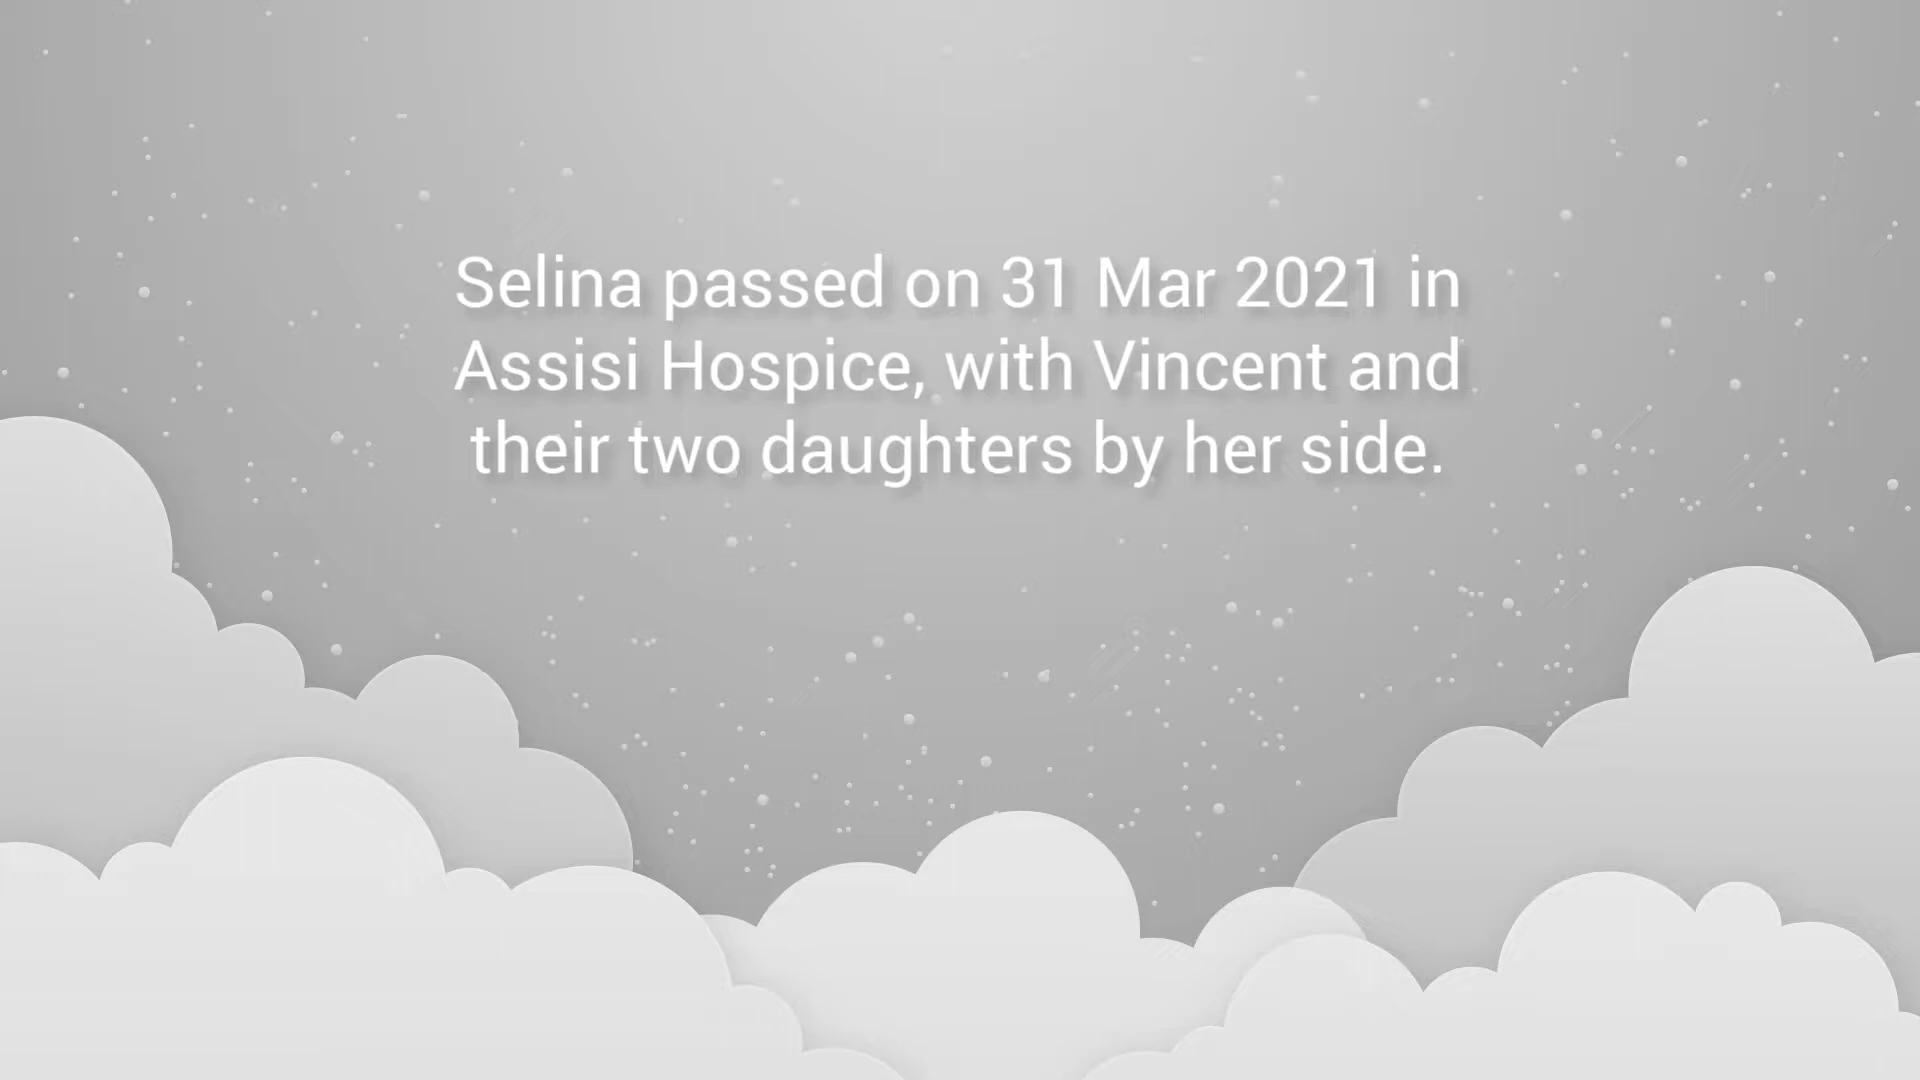 Selina passed on 31 Mar 2021 in
Assisi Hospice, with Vincent and
their two daughters by her side.